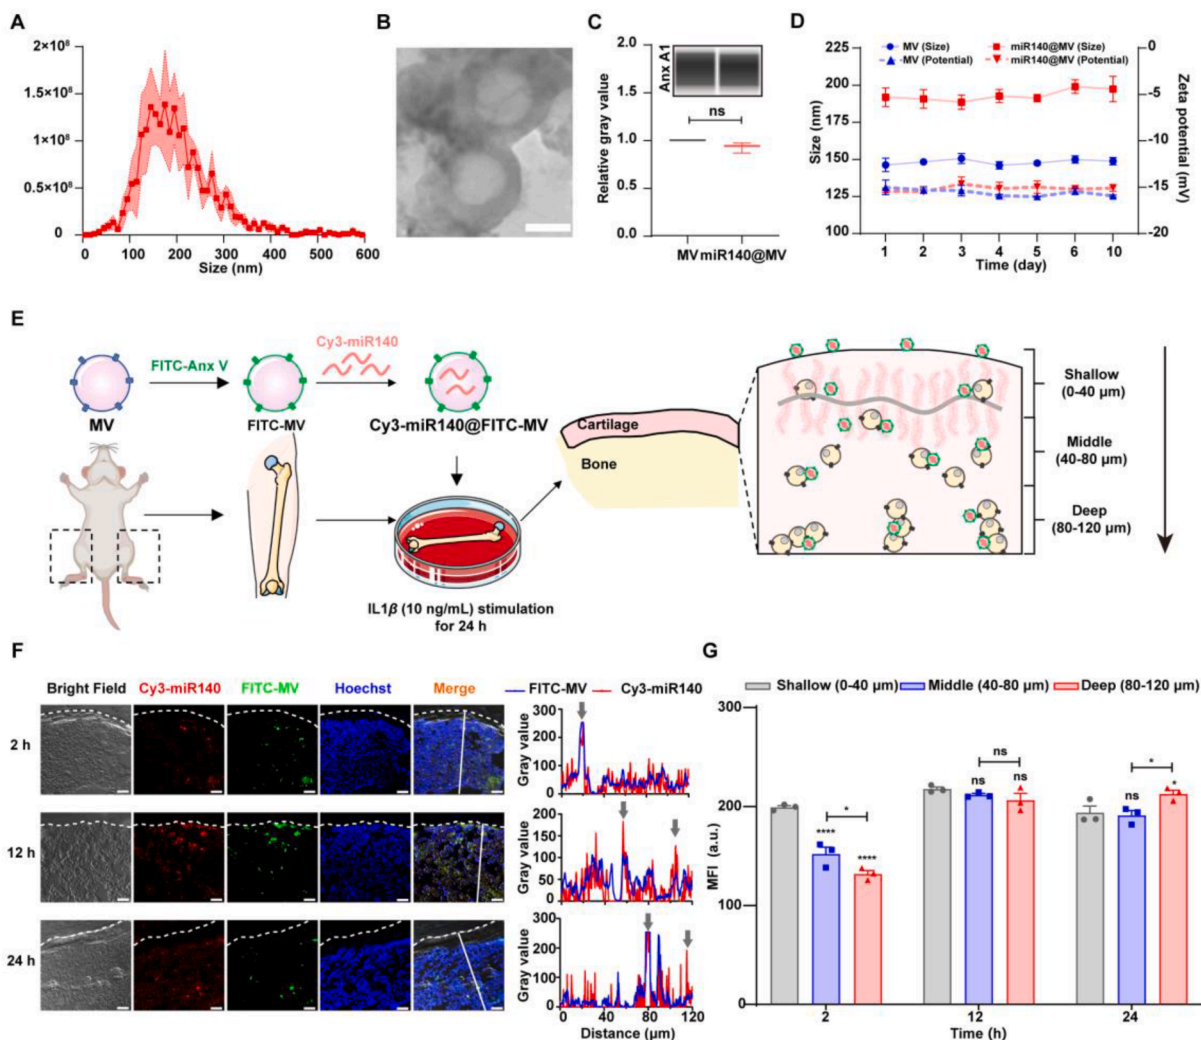 A
2×10⁸
1.5×10⁸
1×10⁸
5.0×10⁸
0
0 100 200 300 400 500 600
Size (nm)
B
C
Relative gray value
2.0
1.5
1.0
0.5
0.0
Anx A1
ns
MV miR140@MV
D
MV (Size) miR140@MV (Size)
MV (Potential) miR140@MV (Potential)
Size (nm)
225
200
175
150
125
100
0
-5
-10
-15
-20
Zeta potential (mV)
1 2 3 4 5 6 10
Time (day)
E
FITC-Anx V
Cy3-miR140
MV
FITC-MV
Cy3-miR140@FITC-MV
IL1β (10 ng/mL) stimulation
for 24 h
Cartilage
Bone
Shallow
(0-40 µm)
Middle
(40-80 µm)
Deep
(80-120 µm)
F
Bright Field Cy3-miR140 FITC-MV Hoechst Merge
FITC-MV Cy3-miR140
2 h
12 h
24 h
Gray value
300
200
100
0
Gray value
200
150
100
50
0
Gray value
300
200
100
0
0 40 80 120
Distance (µm)
G
Shallow (0-40 µm) Middle (40-80 µm) Deep (80-120 µm)
MFI (a.u.)
300
200
100
0
**** * ****
ns ns ns
ns * *
2 12 24
Time (h)